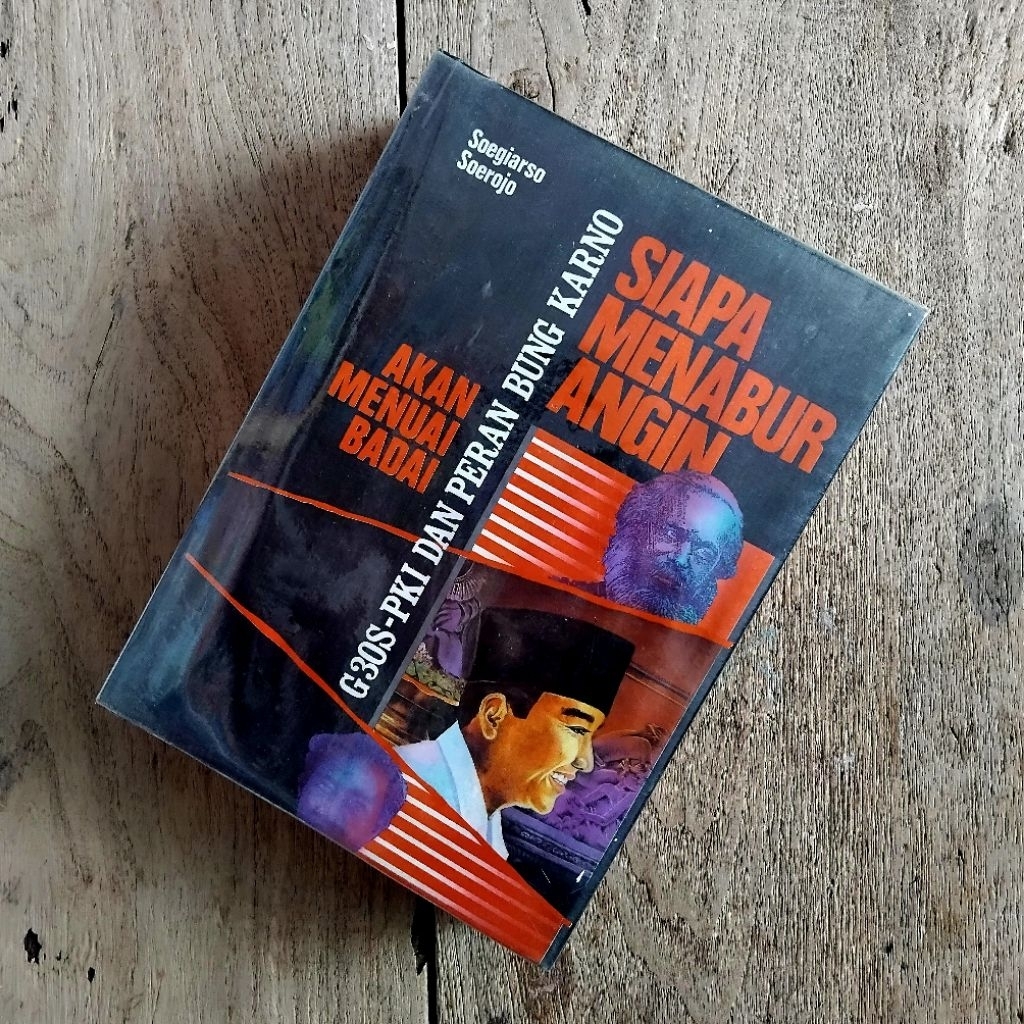 Soegiarso
Soerojo
SIAPA
MENABUR
ANGIN
AKAN
MENUAI
BADAI
G30S-PKI DAN PERAN BUNG KARNO